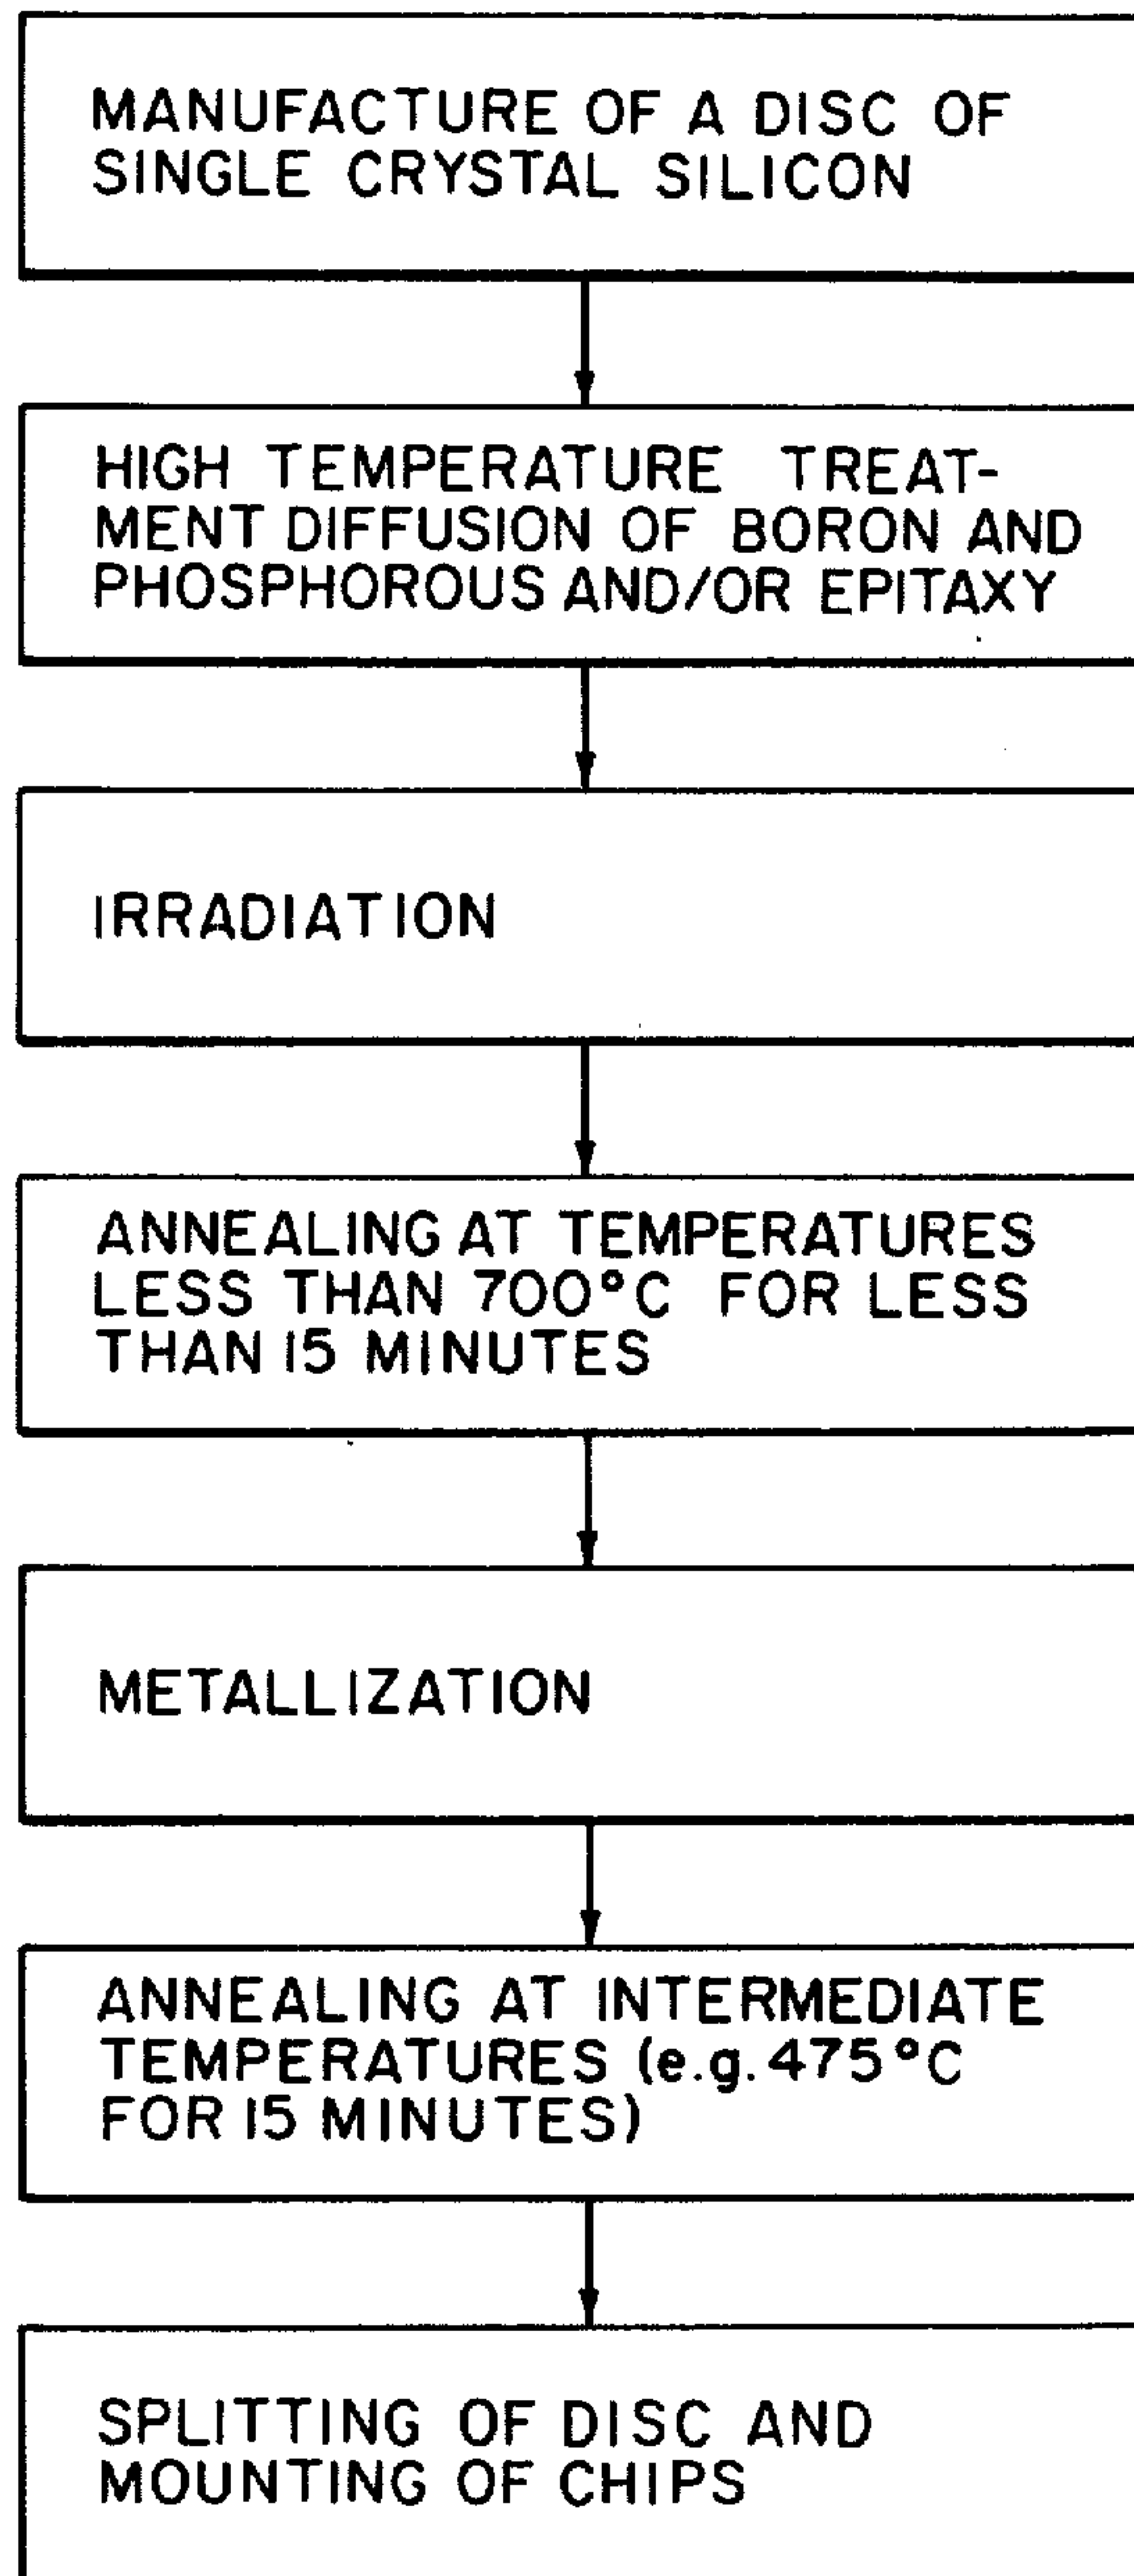 MANUFACTURE OF A DISC OF
SINGLE CRYSTAL SILICON
HIGH TEMPERATURE TREAT-
MENT DIFFUSION OF BORON AND
PHOSPHOROUS AND/OR EPITAXY
IRRADIATION
ANNEALING AT TEMPERATURES
LESS THAN 700°C FOR LESS
THAN 15 MINUTES
METALLIZATION
ANNEALING AT INTERMEDIATE
TEMPERATURES (e.g. 475°C
FOR 15 MINUTES)
SPLITTING OF DISC AND
MOUNTING OF CHIPS